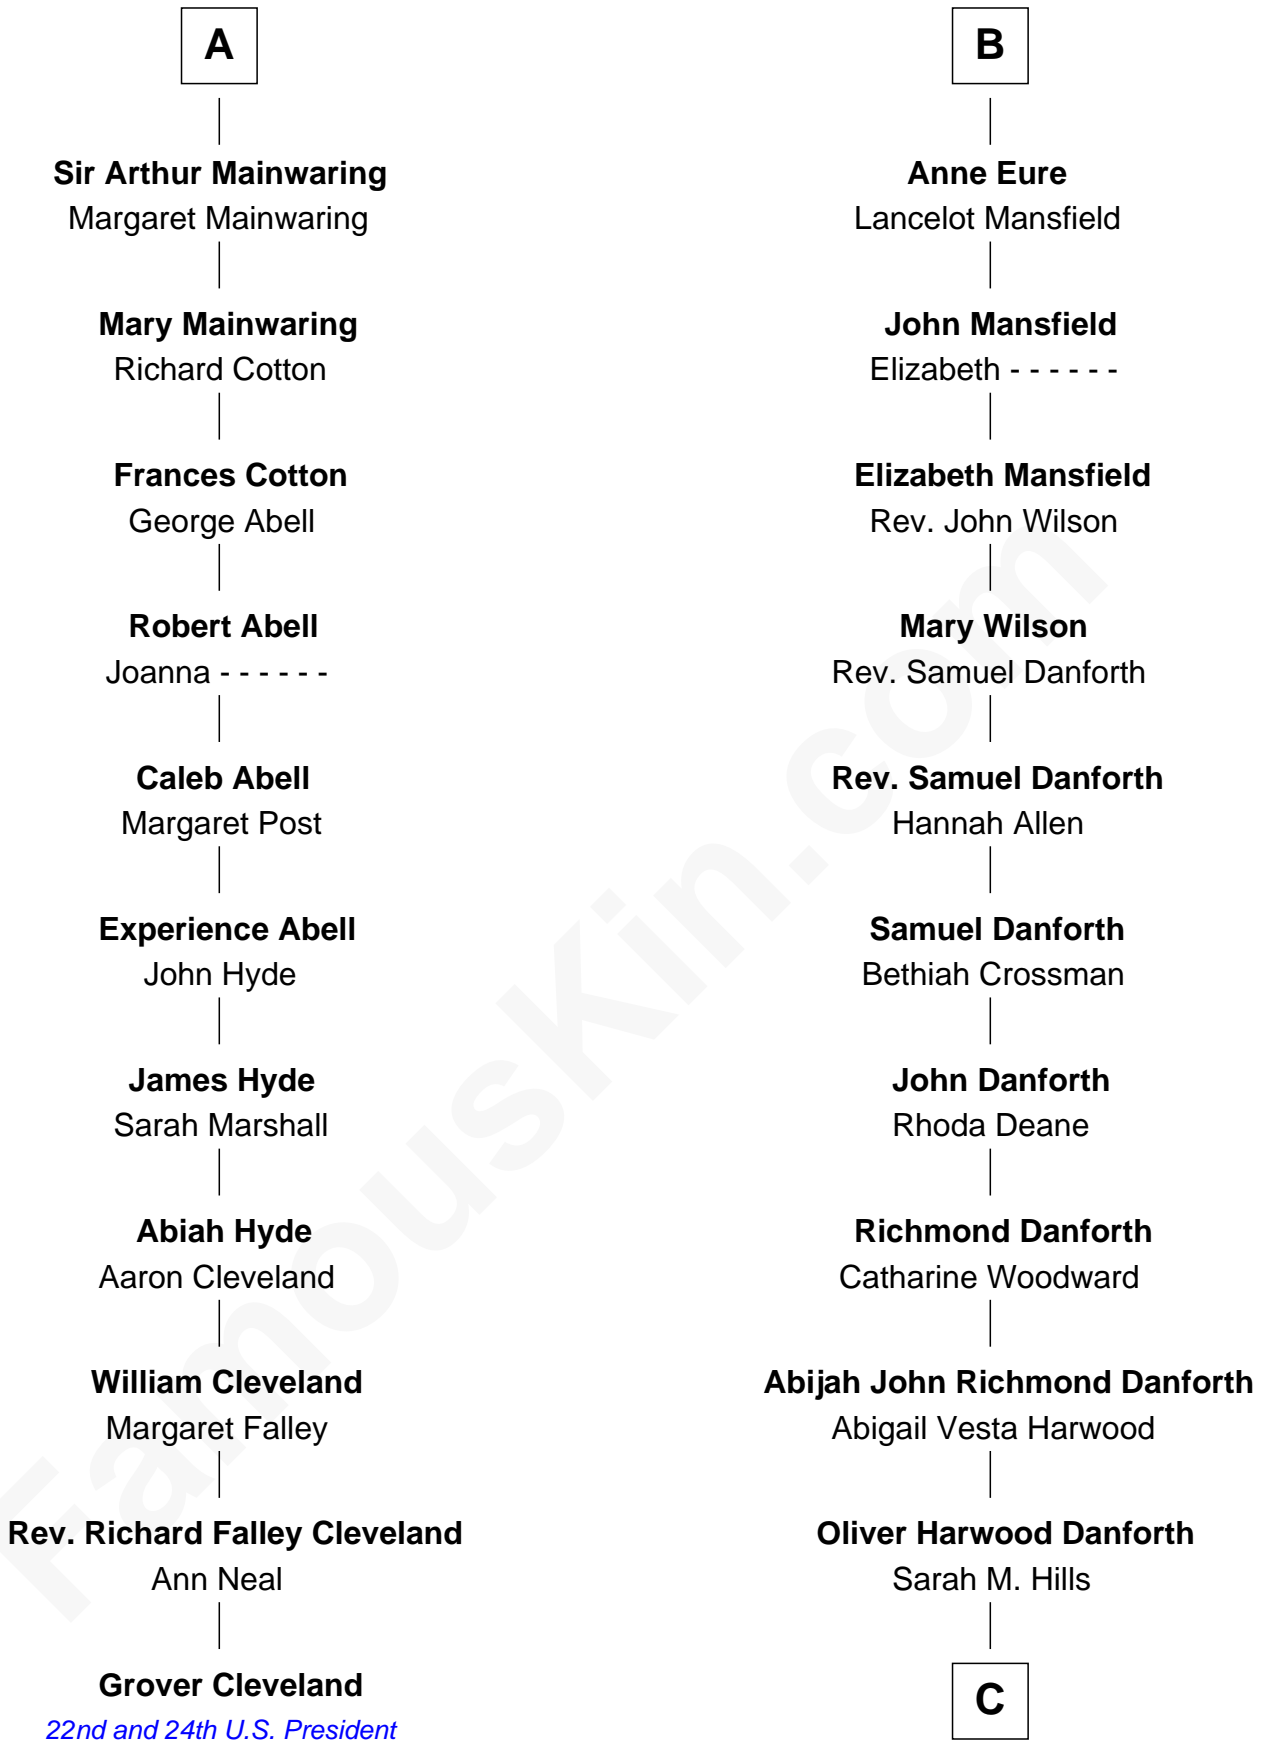 A
Sir Arthur Mainwaring
Margaret Mainwaring
Mary Mainwaring
Richard Cotton
Frances Cotton
George Abell
Robert Abell
Joanna - - - - - -
Caleb Abell
Margaret Post
Experience Abell
John Hyde
James Hyde
Sarah Marshall
Abiah Hyde
Aaron Cleveland
William Cleveland
Margaret Falley
Rev. Richard Falley Cleveland
Ann Neal
Grover Cleveland
22nd and 24th U.S. President
B
Anne Eure
Lancelot Mansfield
John Mansfield
Elizabeth - - - - - -
Elizabeth Mansfield
Rev. John Wilson
Mary Wilson
Rev. Samuel Danforth
Rev. Samuel Danforth
Hannah Allen
Samuel Danforth
Bethiah Crossman
John Danforth
Rhoda Deane
Richmond Danforth
Catharine Woodward
Abijah John Richmond Danforth
Abigail Vesta Harwood
Oliver Harwood Danforth
Sarah M. Hills
C
FamousKin.com